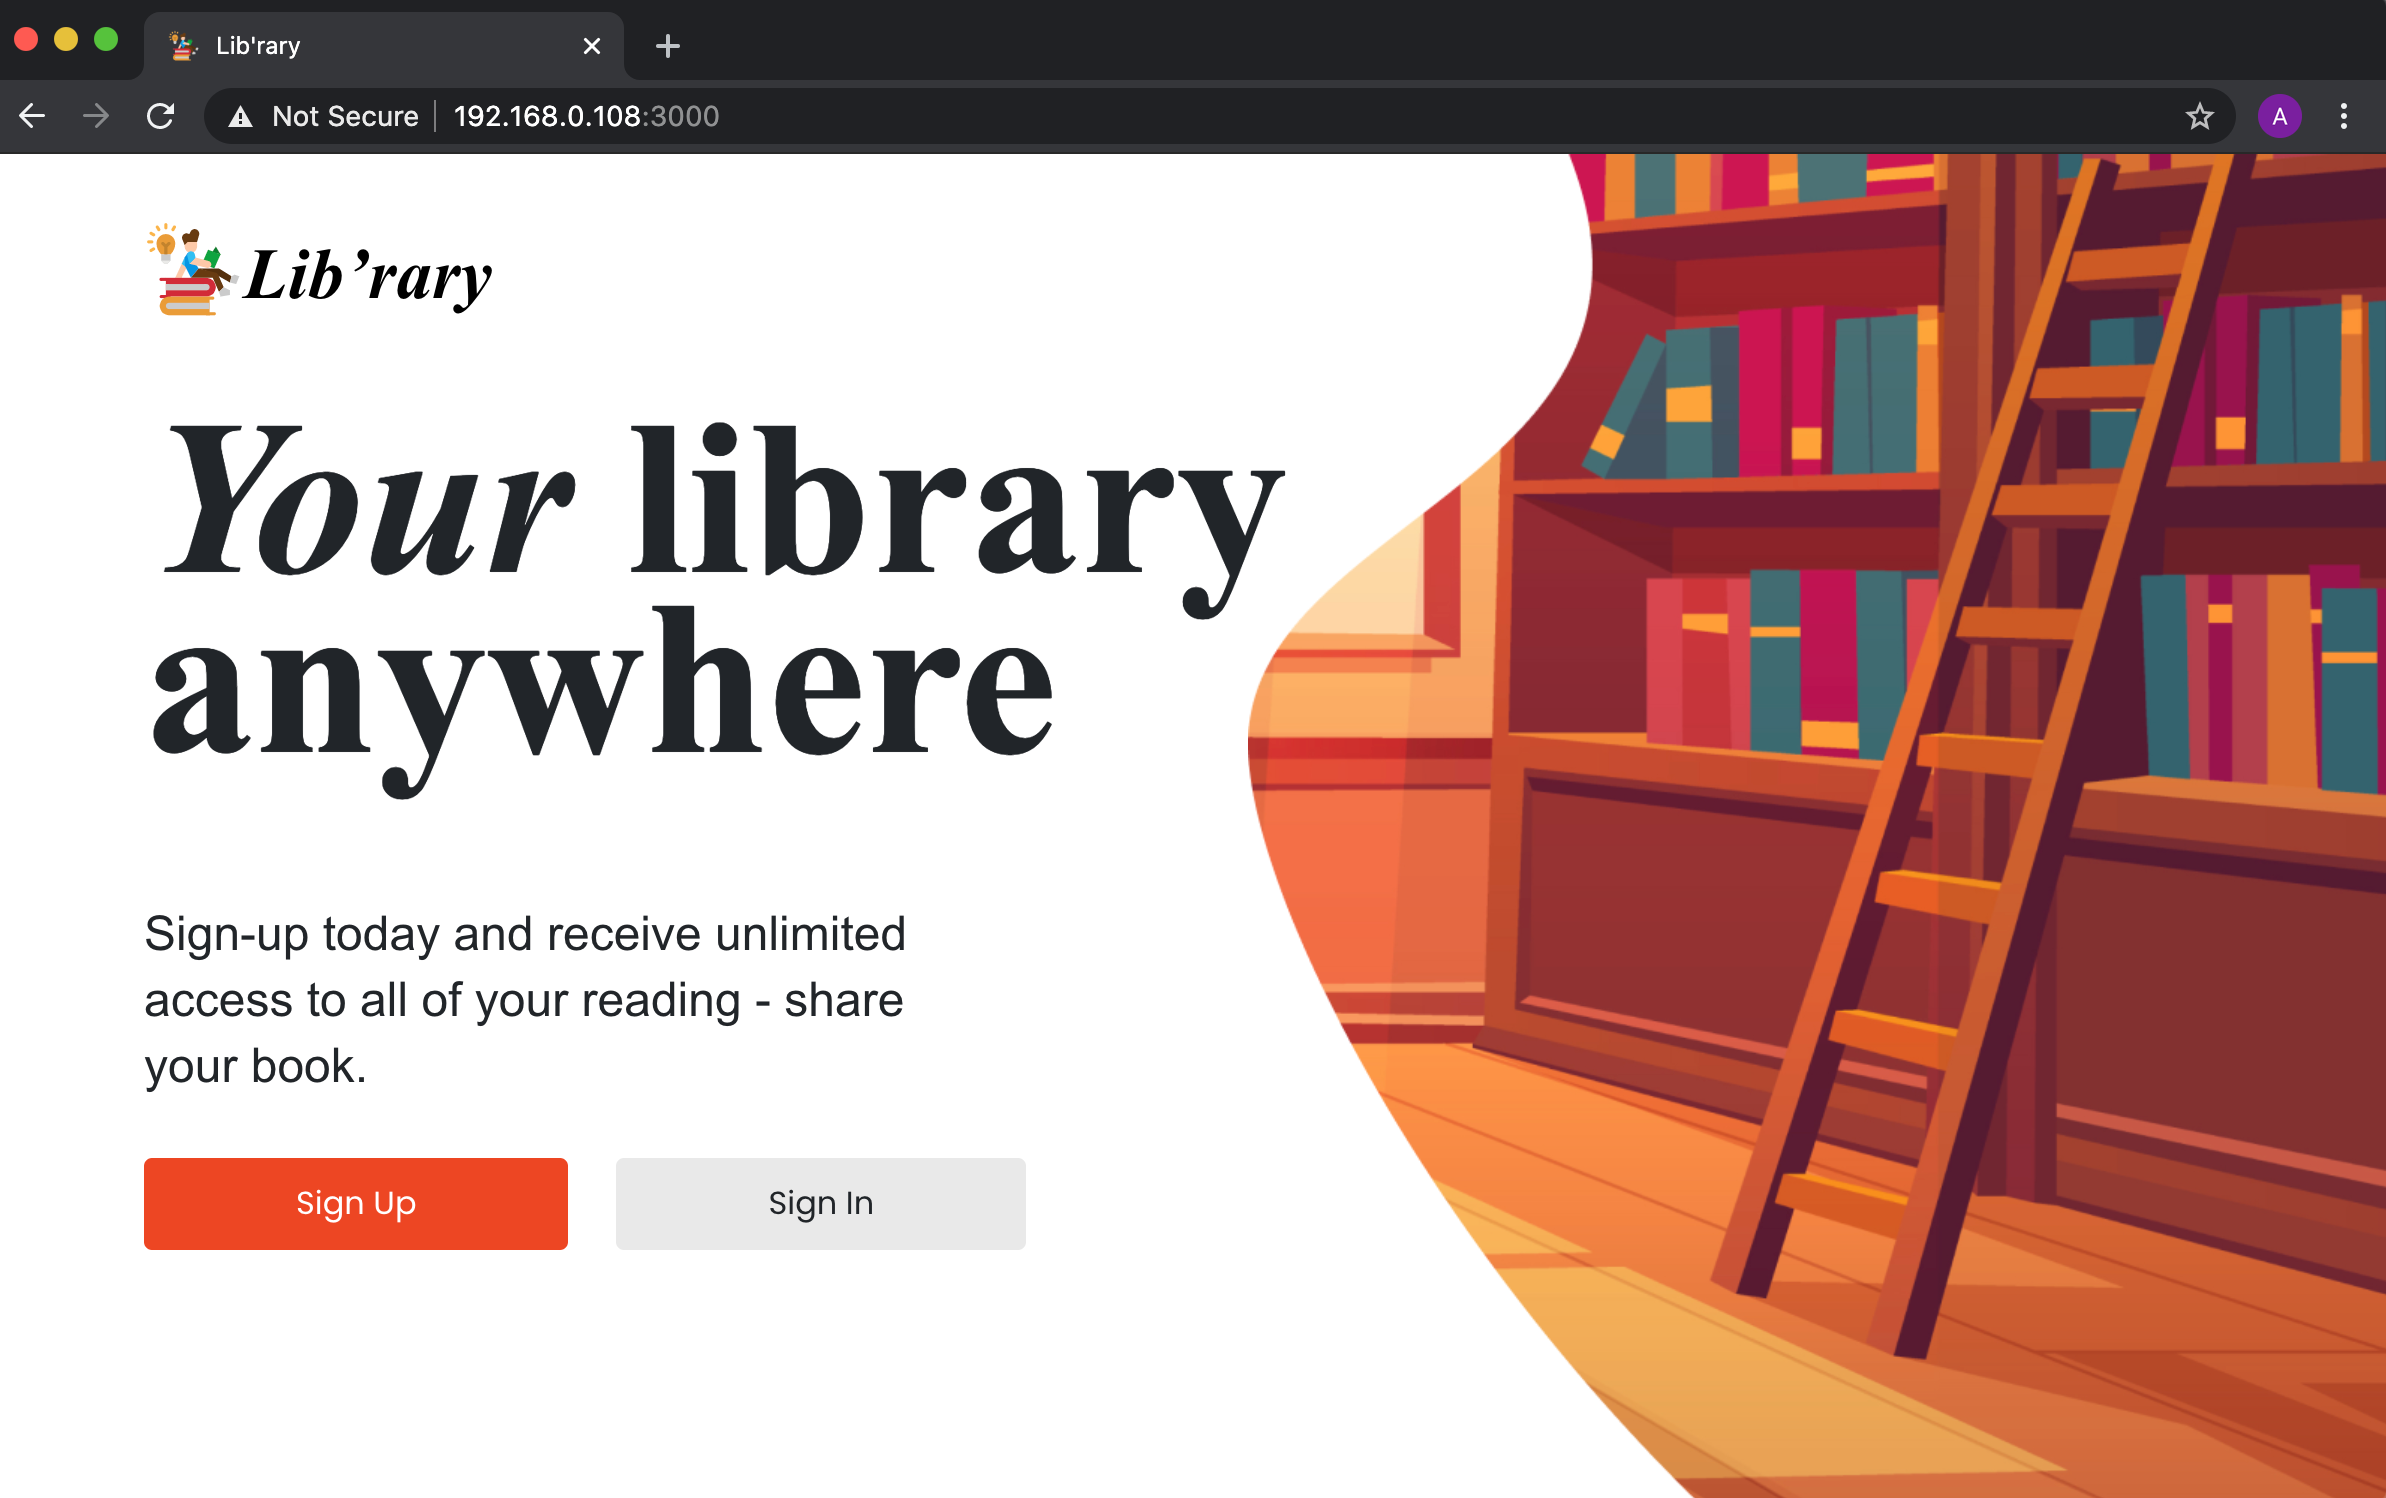 Lib'rary
Not Secure 192.168.0.108:3000
A
Lib’rary
Your library
anywhere
Sign-up today and receive unlimited
access to all of your reading - share
your book.
Sign Up
Sign In